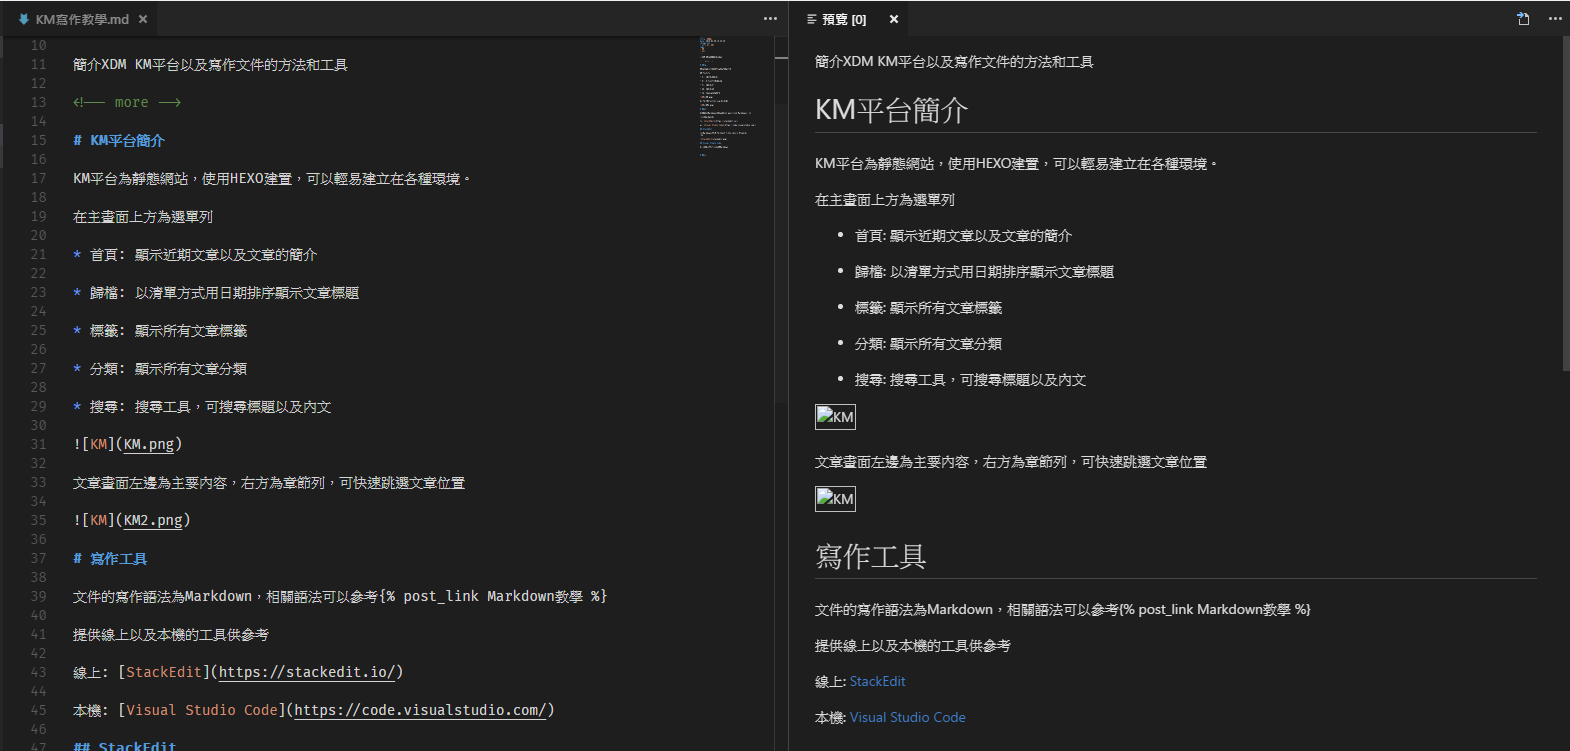 KM寫作教學.md
10
11 簡介XDM KM平台以及寫作文件的方法和工具
12
13 <!-- more -->
14
15 # KM平台簡介
16
17 KM平台為靜態網站，使用HEXO建置，可以輕易建立在各種環境。
18
19 在主畫面上方為選單列
20
21 * 首頁: 顯示近期文章以及文章的簡介
22
23 * 歸檔: 以清單方式用日期排序顯示文章標題
24
25 * 標籤: 顯示所有文章標籤
26
27 * 分類: 顯示所有文章分類
28
29 * 搜尋: 搜尋工具，可搜尋標題以及內文
30
31 ![KM](KM.png)
32
33 文章畫面左邊為主要內容，右方為章節列，可快速跳選文章位置
34
35 ![KM](KM2.png)
36
37 # 寫作工具
38
39 文件的寫作語法為Markdown，相關語法可以參考{% post_link Markdown教學 %}
40
41 提供線上以及本機的工具供參考
42
43 線上: [StackEdit](https://stackedit.io/)
44
45 本機: [Visual Studio Code](https://code.visualstudio.com/)
46
47 ## StackEdit
預覽 [0]
簡介XDM KM平台以及寫作文件的方法和工具
KM平台簡介
KM平台為靜態網站，使用HEXO建置，可以輕易建立在各種環境。
在主畫面上方為選單列
• 首頁: 顯示近期文章以及文章的簡介
• 歸檔: 以清單方式用日期排序顯示文章標題
• 標籤: 顯示所有文章標籤
• 分類: 顯示所有文章分類
• 搜尋: 搜尋工具，可搜尋標題以及內文
KM
文章畫面左邊為主要內容，右方為章節列，可快速跳選文章位置
KM
寫作工具
文件的寫作語法為Markdown，相關語法可以參考{% post_link Markdown教學 %}
提供線上以及本機的工具供參考
線上: StackEdit
本機: Visual Studio Code